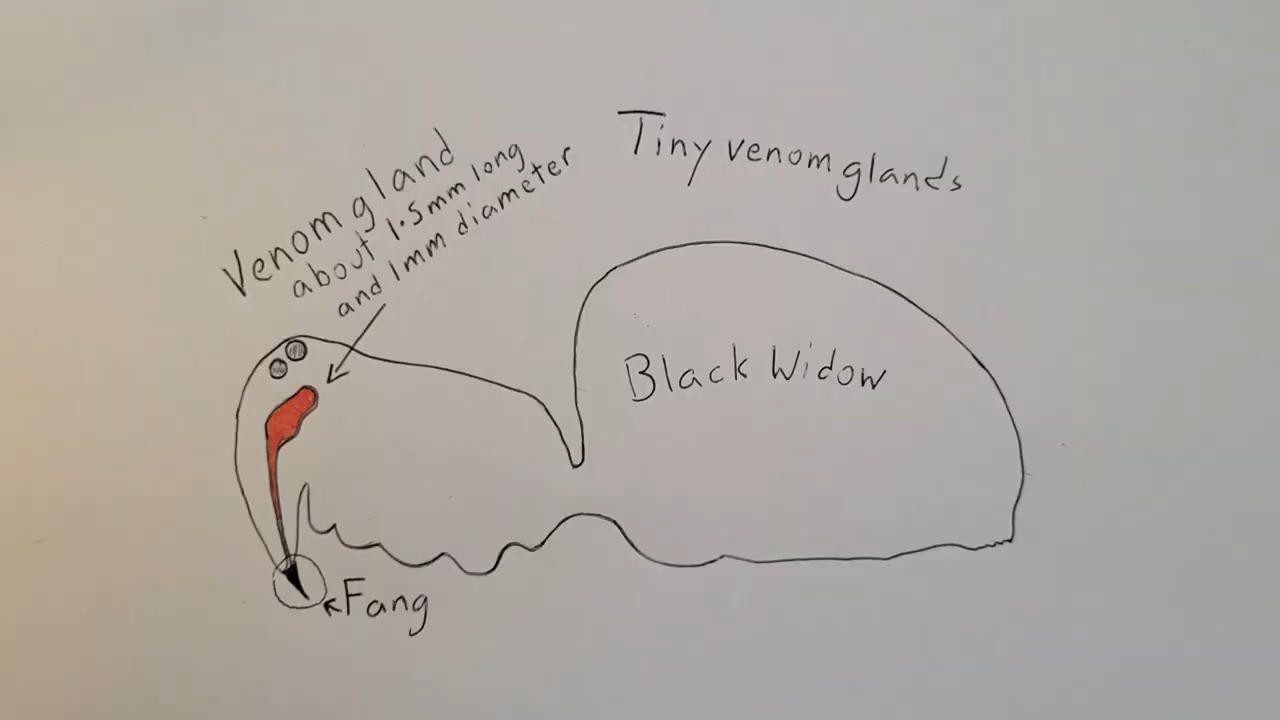 Tiny venom glands
Venom gland
about 1.5mm long
and 1mm diameter
Black Widow
Fang